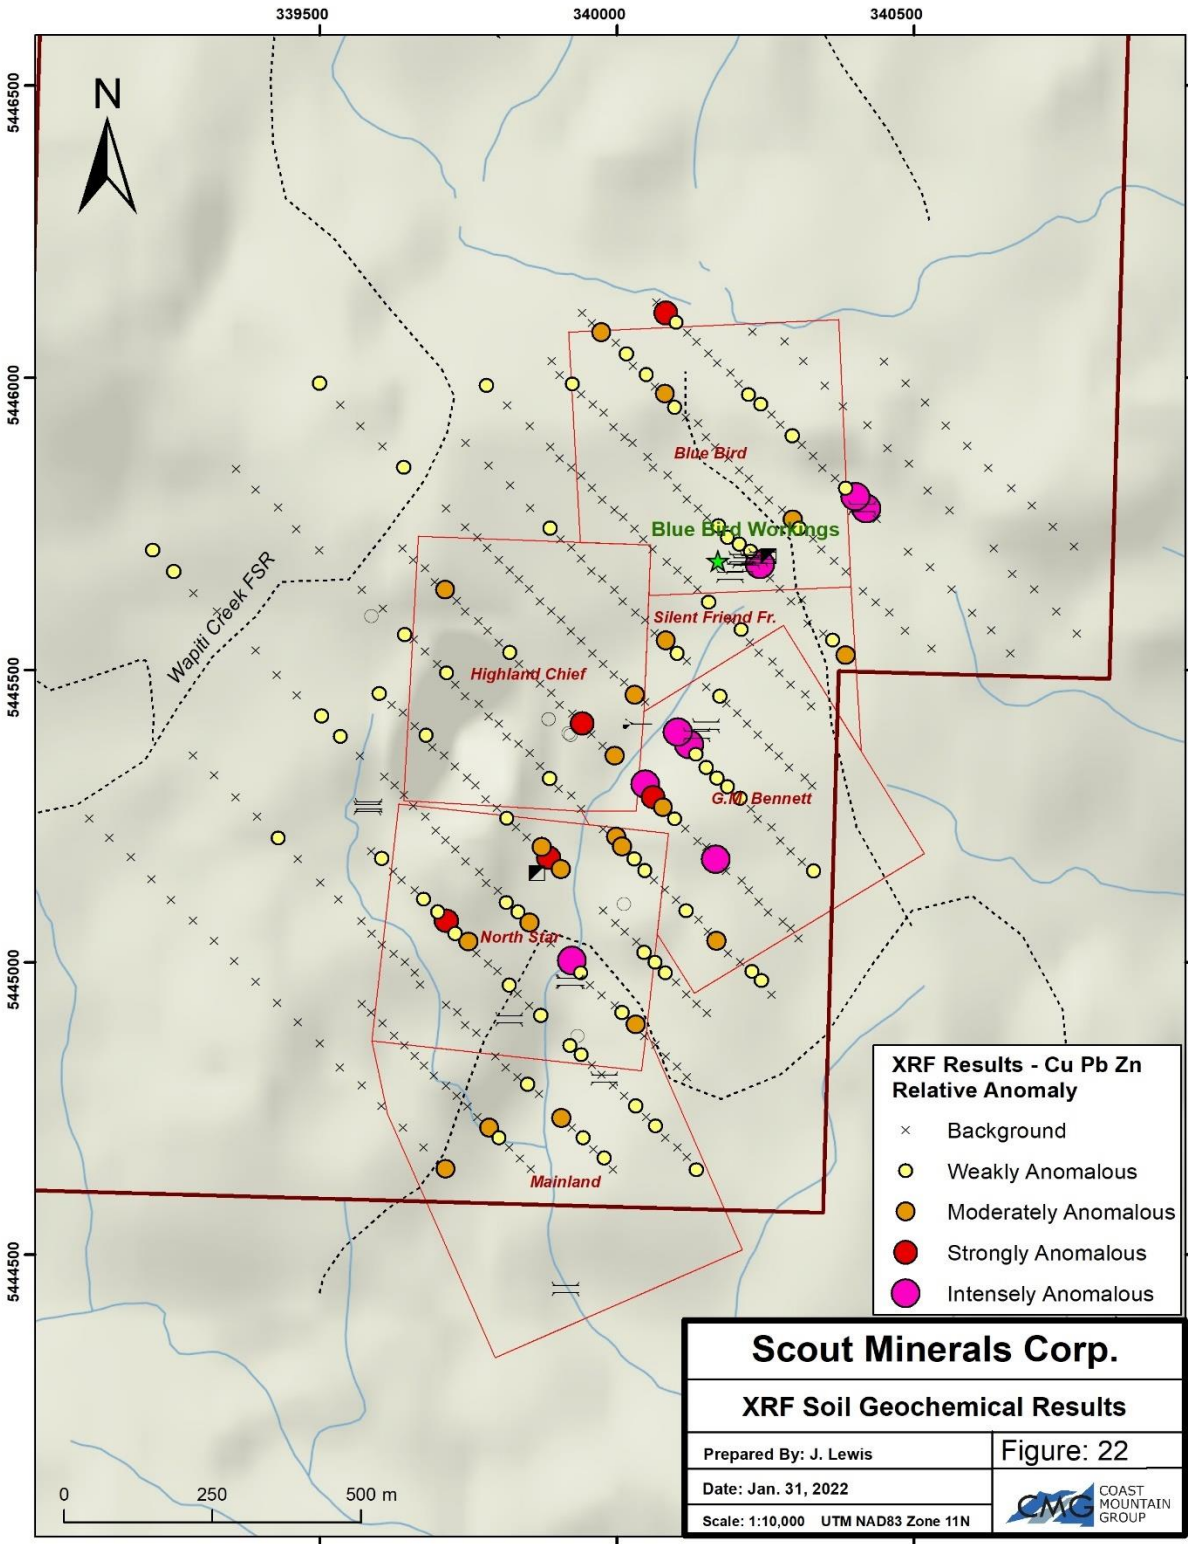 339500
340000
340500
5446500
5446000
5445500
5445000
5444500
N
Wapiti Creek FSR
Blue Bird
Blue Bird Workings
Silent Friend Fr.
Highland Chief
G.M. Bennett
North Star
Mainland
XRF Results - Cu Pb Zn
Relative Anomaly
Background
Weakly Anomalous
Moderately Anomalous
Strongly Anomalous
Intensely Anomalous
Scout Minerals Corp.
XRF Soil Geochemical Results
Prepared By: J. Lewis
Figure: 22
Date: Jan. 31, 2022
Scale: 1:10,000 UTM NAD83 Zone 11N
CMG
COAST
MOUNTAIN
GROUP
0 250 500 m